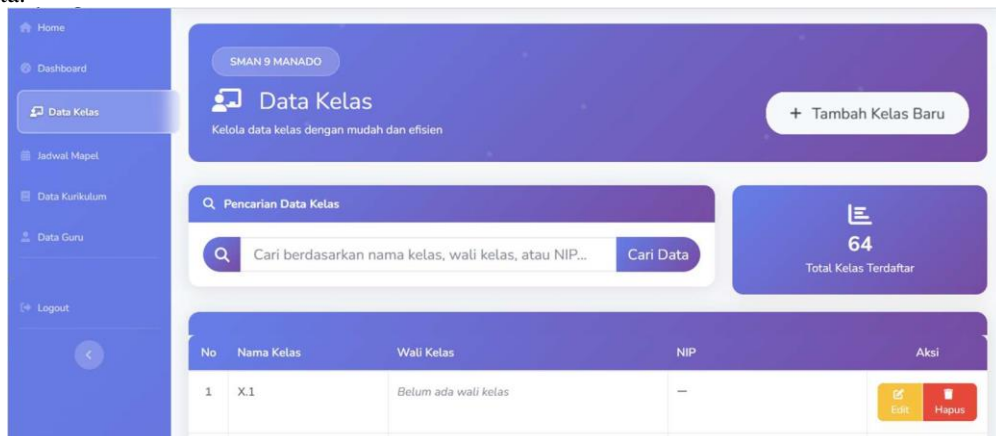 ta.
Home
Dashboard
Data Kelas
Jadwal Mapel
Data Kurikulum
Data Guru
Logout
SMAN 9 MANADO
Data Kelas
Kelola data kelas dengan mudah dan efisien
+ Tambah Kelas Baru
Pencarian Data Kelas
Cari berdasarkan nama kelas, wali kelas, atau NIP... Cari Data
64
Total Kelas Terdaftar
No Nama Kelas Wali Kelas NIP Aksi
1 X.1 Belum ada wali kelas — Edit Hapus